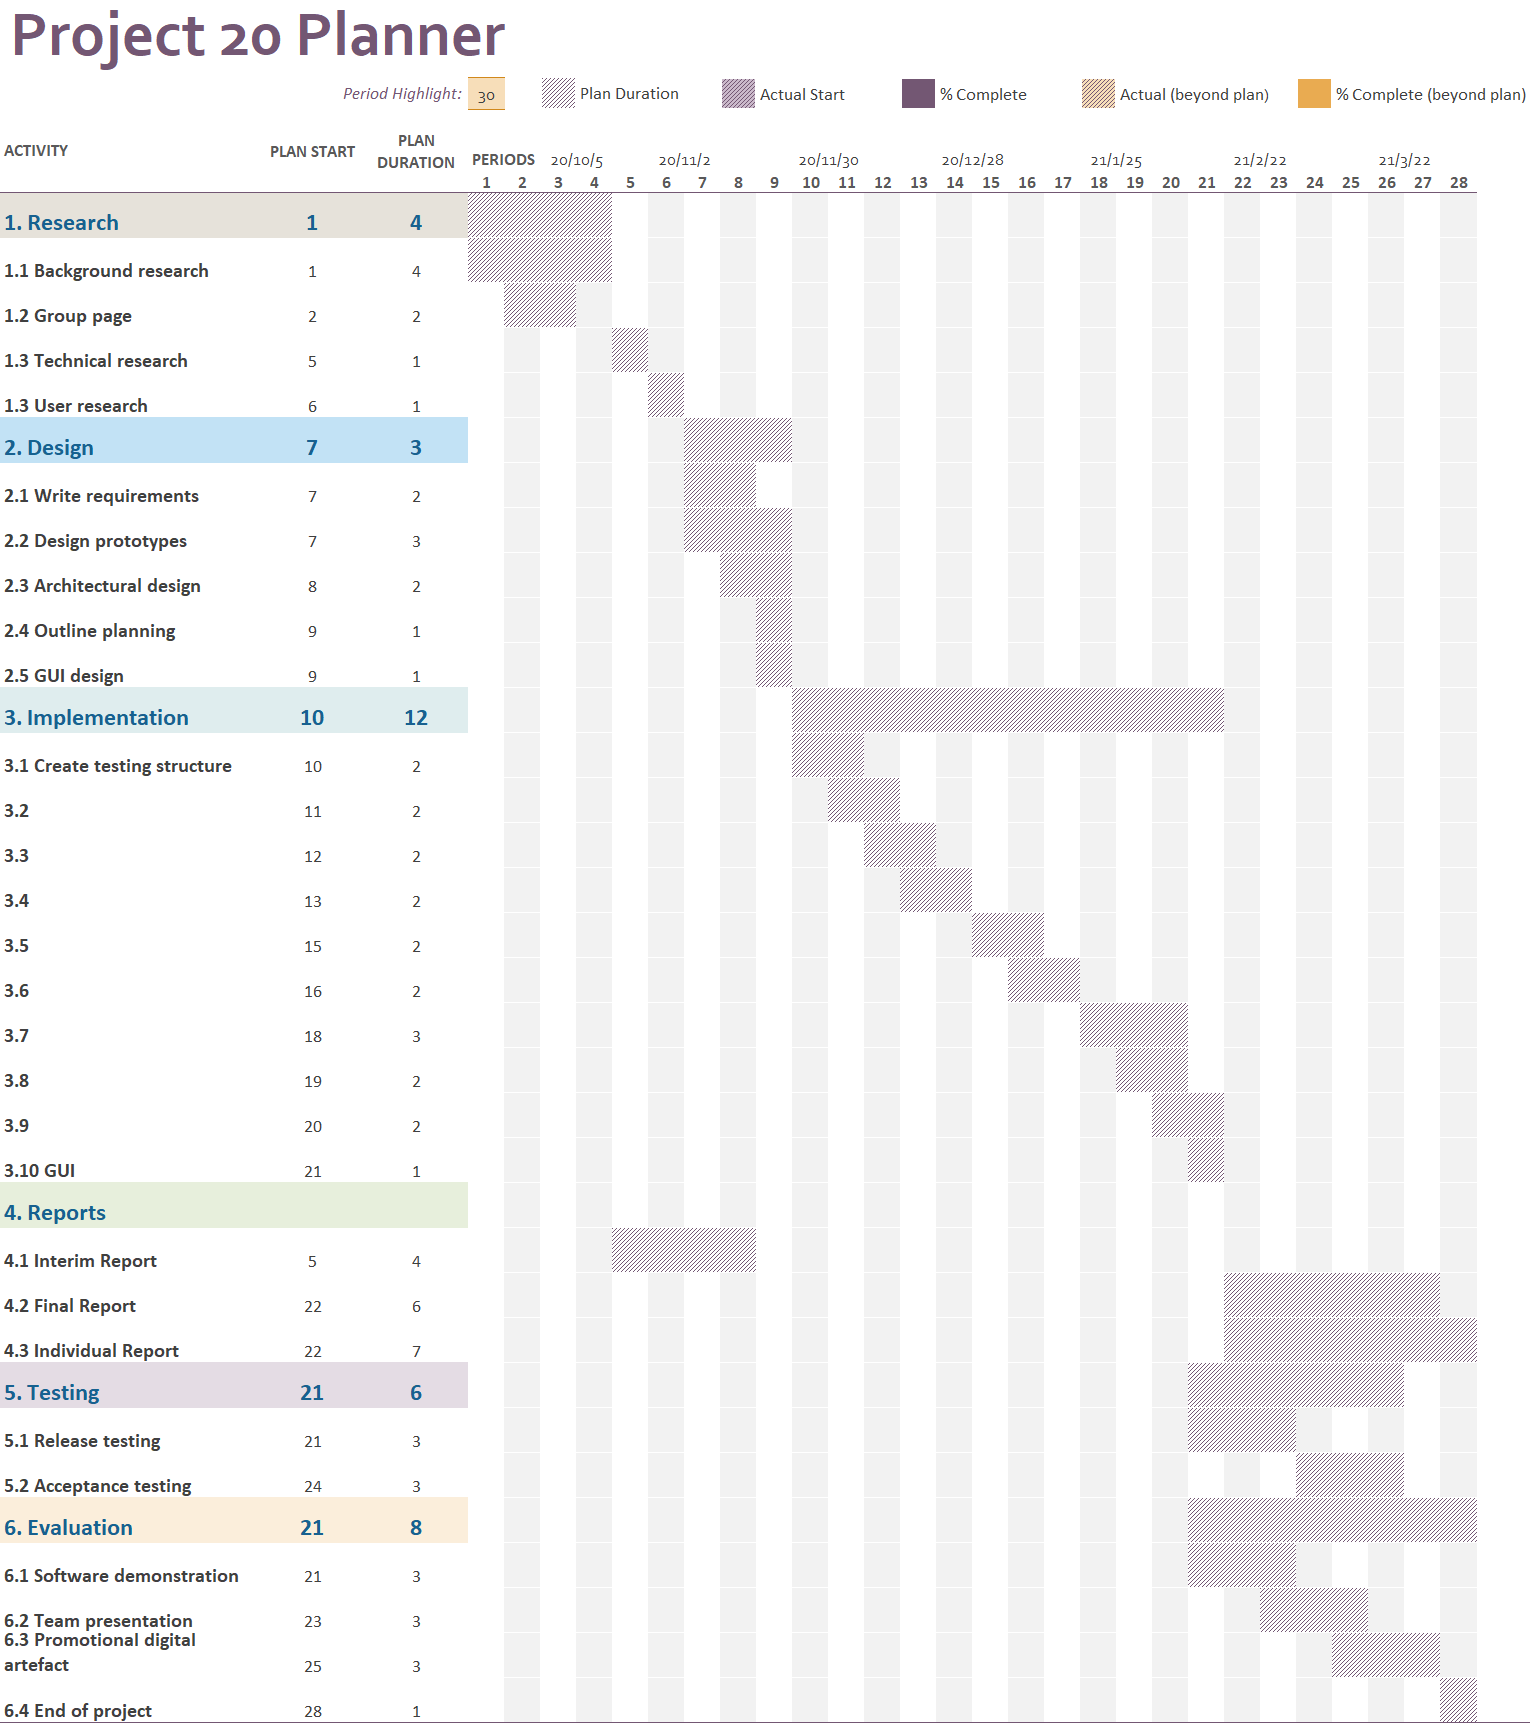 Project 20 Planner
Period Highlight: 30 Plan Duration Actual Start % Complete Actual (beyond plan) % Complete (beyond plan)
ACTIVITY PLAN START PLAN DURATION PERIODS 20/10/5 20/11/2 20/11/30 20/12/28 21/1/25 21/2/22 21/3/22
1 2 3 4 5 6 7 8 9 10 11 12 13 14 15 16 17 18 19 20 21 22 23 24 25 26 27 28
1. Research 1 4
1.1 Background research 1 4
1.2 Group page 2 2
1.3 Technical research 5 1
1.3 User research 6 1
2. Design 7 3
2.1 Write requirements 7 2
2.2 Design prototypes 7 3
2.3 Architectural design 8 2
2.4 Outline planning 9 1
2.5 GUI design 9 1
3. Implementation 10 12
3.1 Create testing structure 10 2
3.2 11 2
3.3 12 2
3.4 13 2
3.5 15 2
3.6 16 2
3.7 18 3
3.8 19 2
3.9 20 2
3.10 GUI 21 1
4. Reports
4.1 Interim Report 5 4
4.2 Final Report 22 6
4.3 Individual Report 22 7
5. Testing 21 6
5.1 Release testing 21 3
5.2 Acceptance testing 24 3
6. Evaluation 21 8
6.1 Software demonstration 21 3
6.2 Team presentation 23 3
6.3 Promotional digital
artefact 25 3
6.4 End of project 28 1